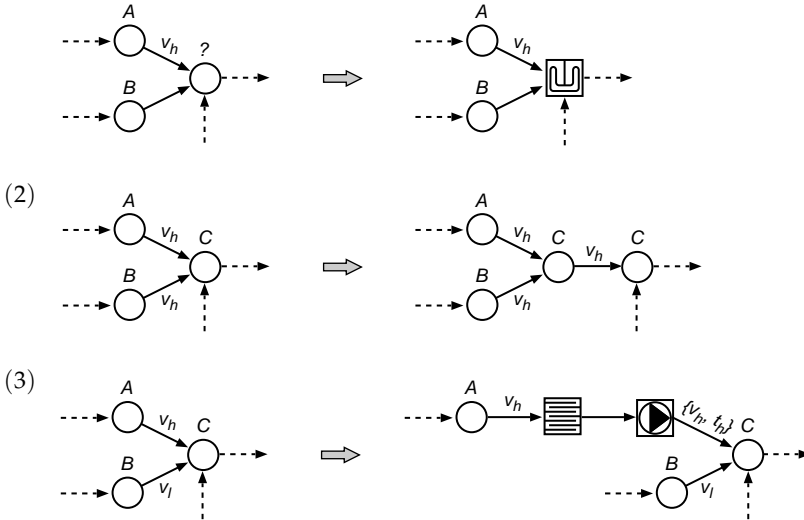 A A
v_h ? v_h
B B
(2)
A A
v_h C v_h C v_h C
B B
v_h v_h
(3)
A A
v_h v_h {v_h, t_h} C
C
B B
v_l v_l